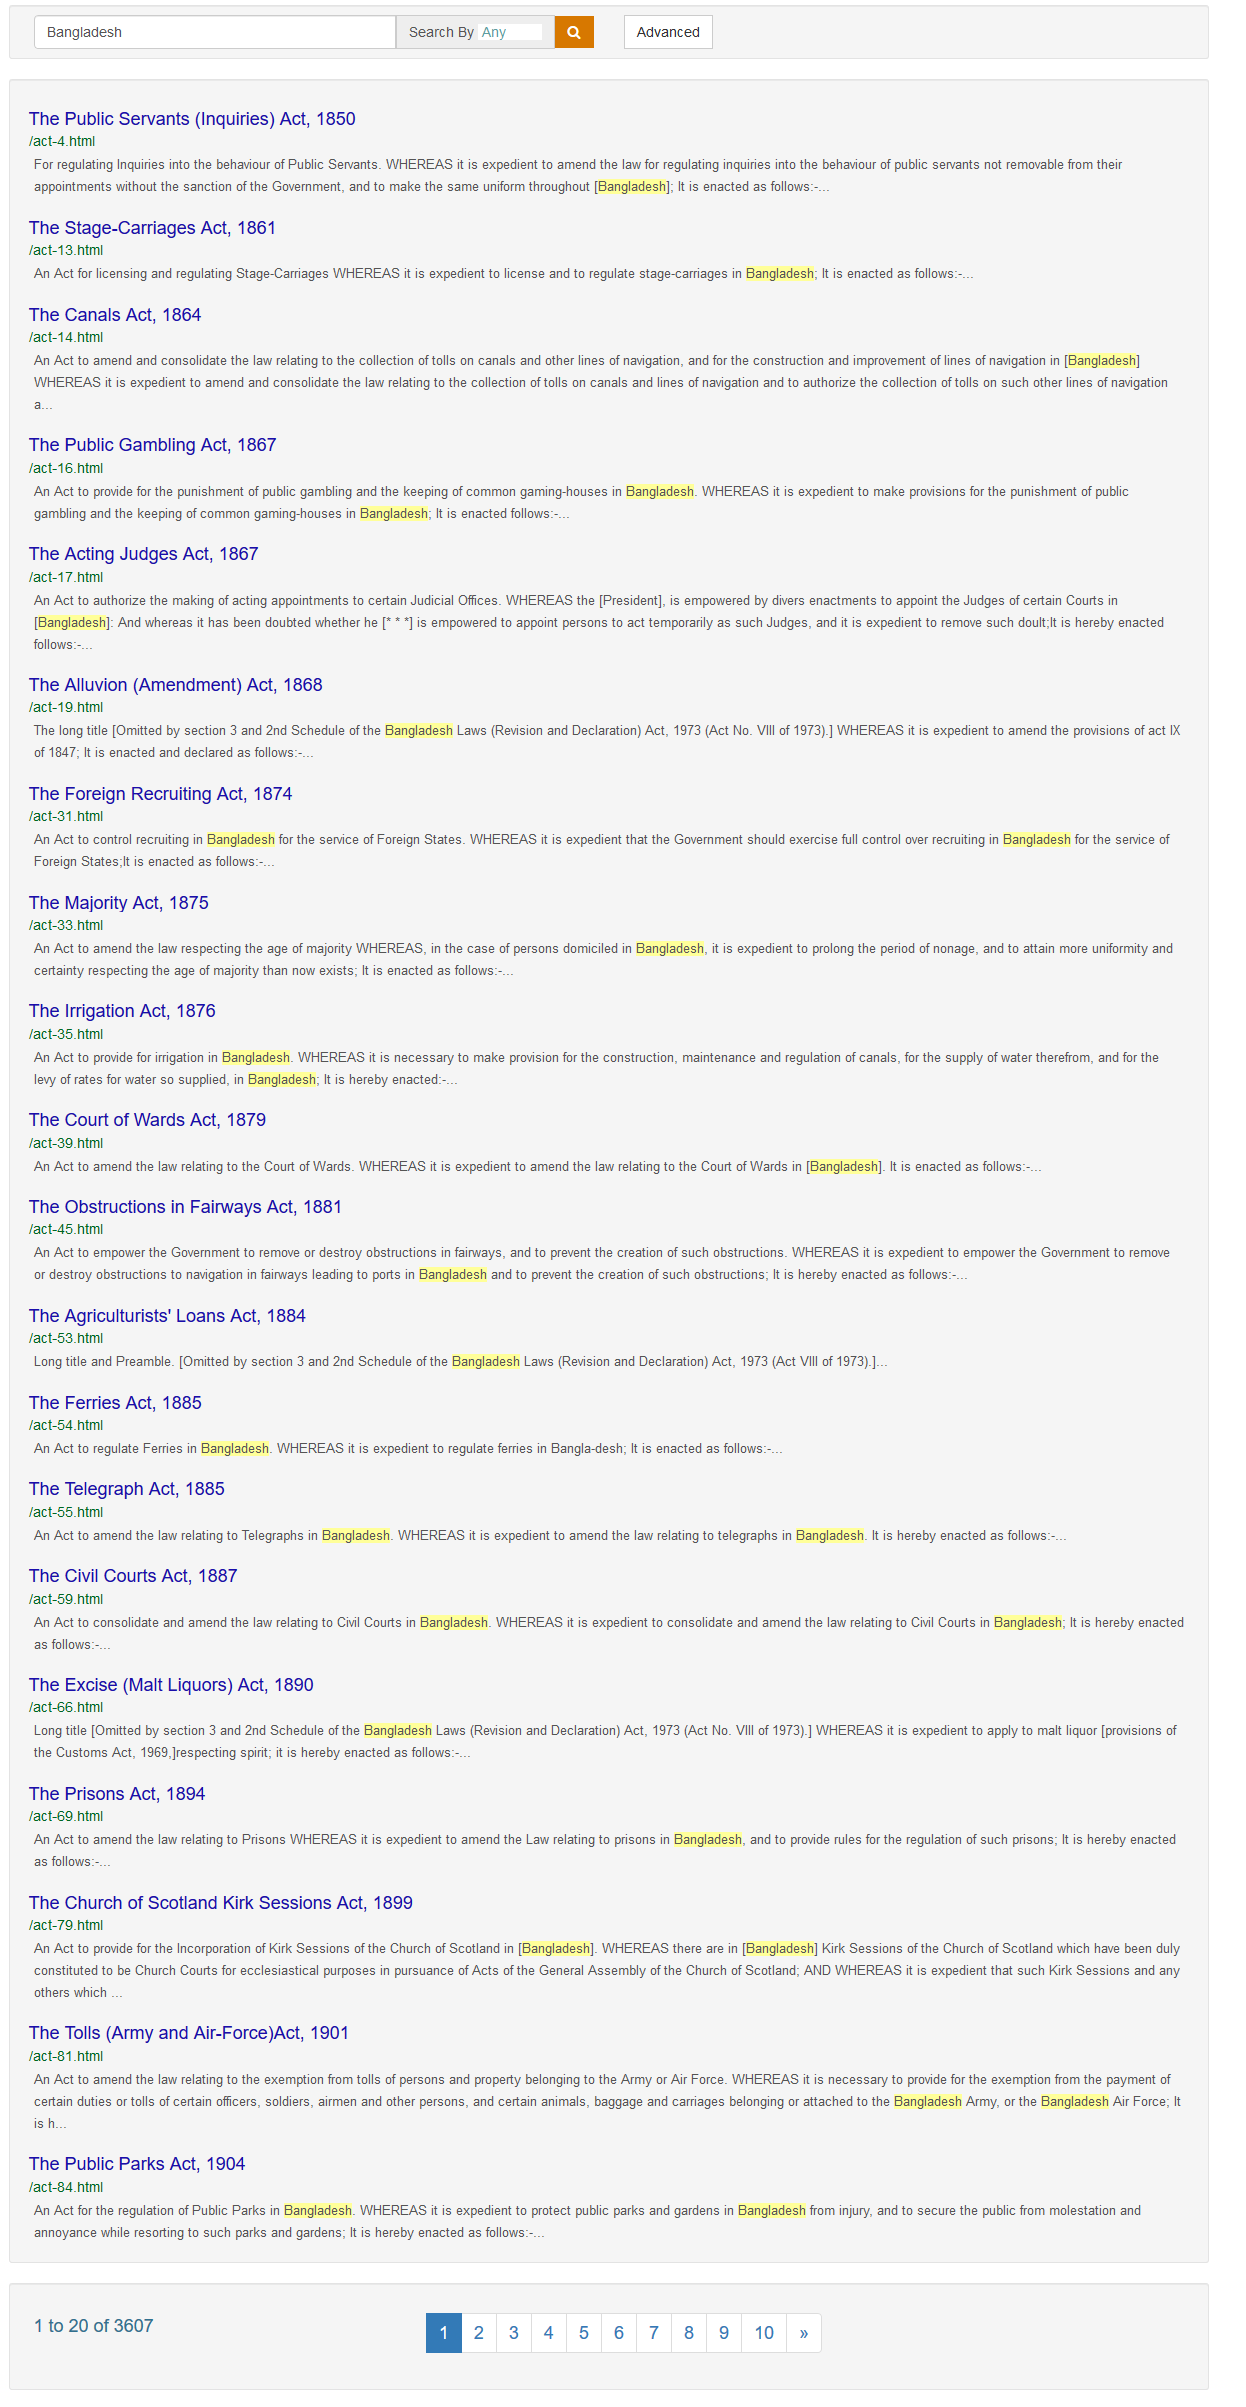 Bangladesh Search By Any Advanced
The Public Servants (Inquiries) Act, 1850
/act-4.html
For regulating Inquiries into the behaviour of Public Servants. WHEREAS it is expedient to amend the law for regulating inquiries into the behaviour of public servants not removable from their
appointments without the sanction of the Government, and to make the same uniform throughout [Bangladesh]; It is enacted as follows:-...
The Stage-Carriages Act, 1861
/act-13.html
An Act for licensing and regulating Stage-Carriages WHEREAS it is expedient to license and to regulate stage-carriages in Bangladesh; It is enacted as follows:-...
The Canals Act, 1864
/act-14.html
An Act to amend and consolidate the law relating to the collection of tolls on canals and other lines of navigation, and for the construction and improvement of lines of navigation in [Bangladesh]
WHEREAS it is expedient to amend and consolidate the law relating to the collection of tolls on canals and lines of navigation and to authorize the collection of tolls on such other lines of navigation
a...
The Public Gambling Act, 1867
/act-16.html
An Act to provide for the punishment of public gambling and the keeping of common gaming-houses in Bangladesh. WHEREAS it is expedient to make provisions for the punishment of public
gambling and the keeping of common gaming-houses in Bangladesh; It is enacted follows:-...
The Acting Judges Act, 1867
/act-17.html
An Act to authorize the making of acting appointments to certain Judicial Offices. WHEREAS the [President], is empowered by divers enactments to appoint the Judges of certain Courts in
[Bangladesh]: And whereas it has been doubted whether he [* * *] is empowered to appoint persons to act temporarily as such Judges, and it is expedient to remove such doult;It is hereby enacted
follows:-...
The Alluvion (Amendment) Act, 1868
/act-19.html
The long title [Omitted by section 3 and 2nd Schedule of the Bangladesh Laws (Revision and Declaration) Act, 1973 (Act No. VIII of 1973).] WHEREAS it is expedient to amend the provisions of act IX
of 1847; It is enacted and declared as follows:-...
The Foreign Recruiting Act, 1874
/act-31.html
An Act to control recruiting in Bangladesh for the service of Foreign States. WHEREAS it is expedient that the Government should exercise full control over recruiting in Bangladesh for the service of
Foreign States;It is enacted as follows:-...
The Majority Act, 1875
/act-33.html
An Act to amend the law respecting the age of majority WHEREAS, in the case of persons domiciled in Bangladesh, it is expedient to prolong the period of nonage, and to attain more uniformity and
certainty respecting the age of majority than now exists; It is enacted as follows:-...
The Irrigation Act, 1876
/act-35.html
An Act to provide for irrigation in Bangladesh. WHEREAS it is necessary to make provision for the construction, maintenance and regulation of canals, for the supply of water therefrom, and for the
levy of rates for water so supplied, in Bangladesh; It is hereby enacted:-...
The Court of Wards Act, 1879
/act-39.html
An Act to amend the law relating to the Court of Wards. WHEREAS it is expedient to amend the law relating to the Court of Wards in [Bangladesh]. It is enacted as follows:-...
The Obstructions in Fairways Act, 1881
/act-45.html
An Act to empower the Government to remove or destroy obstructions in fairways, and to prevent the creation of such obstructions. WHEREAS it is expedient to empower the Government to remove
or destroy obstructions to navigation in fairways leading to ports in Bangladesh and to prevent the creation of such obstructions; It is hereby enacted as follows:-...
The Agriculturists' Loans Act, 1884
/act-53.html
Long title and Preamble. [Omitted by section 3 and 2nd Schedule of the Bangladesh Laws (Revision and Declaration) Act, 1973 (Act VIII of 1973).]...
The Ferries Act, 1885
/act-54.html
An Act to regulate Ferries in Bangladesh. WHEREAS it is expedient to regulate ferries in Bangla-desh; It is enacted as follows:-...
The Telegraph Act, 1885
/act-55.html
An Act to amend the law relating to Telegraphs in Bangladesh. WHEREAS it is expedient to amend the law relating to telegraphs in Bangladesh. It is hereby enacted as follows:-...
The Civil Courts Act, 1887
/act-59.html
An Act to consolidate and amend the law relating to Civil Courts in Bangladesh. WHEREAS it is expedient to consolidate and amend the law relating to Civil Courts in Bangladesh; It is hereby enacted
as follows:-...
The Excise (Malt Liquors) Act, 1890
/act-66.html
Long title [Omitted by section 3 and 2nd Schedule of the Bangladesh Laws (Revision and Declaration) Act, 1973 (Act No. VIII of 1973).] WHEREAS it is expedient to apply to malt liquor [provisions of
the Customs Act, 1969,]respecting spirit; it is hereby enacted as follows:-...
The Prisons Act, 1894
/act-69.html
An Act to amend the law relating to Prisons WHEREAS it is expedient to amend the Law relating to prisons in Bangladesh, and to provide rules for the regulation of such prisons; It is hereby enacted
as follows:-...
The Church of Scotland Kirk Sessions Act, 1899
/act-79.html
An Act to provide for the Incorporation of Kirk Sessions of the Church of Scotland in [Bangladesh]. WHEREAS there are in [Bangladesh] Kirk Sessions of the Church of Scotland which have been duly
constituted to be Church Courts for ecclesiastical purposes in pursuance of Acts of the General Assembly of the Church of Scotland; AND WHEREAS it is expedient that such Kirk Sessions and any
others which ...
The Tolls (Army and Air-Force)Act, 1901
/act-81.html
An Act to amend the law relating to the exemption from tolls of persons and property belonging to the Army or Air Force. WHEREAS it is necessary to provide for the exemption from the payment of
certain duties or tolls of certain officers, soldiers, airmen and other persons, and certain animals, baggage and carriages belonging or attached to the Bangladesh Army, or the Bangladesh Air Force; It
is h...
The Public Parks Act, 1904
/act-84.html
An Act for the regulation of Public Parks in Bangladesh. WHEREAS it is expedient to protect public parks and gardens in Bangladesh from injury, and to secure the public from molestation and
annoyance while resorting to such parks and gardens; It is hereby enacted as follows:-...
1 to 20 of 3607 1 2 3 4 5 6 7 8 9 10 »